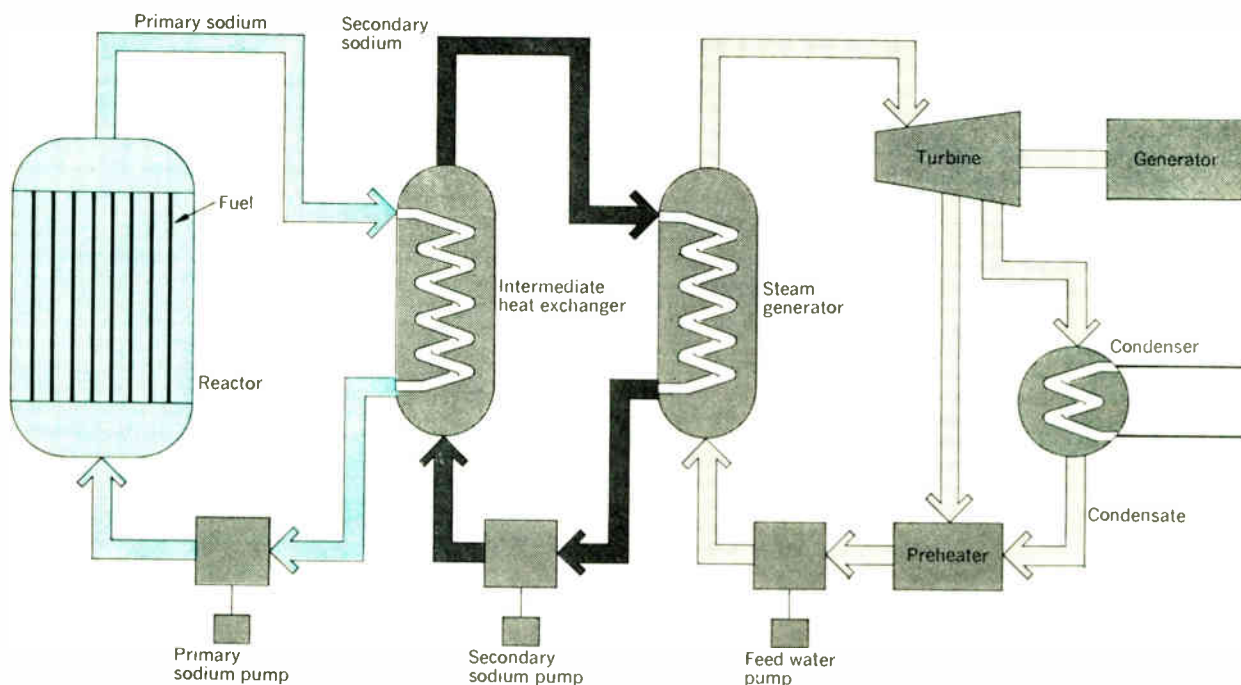 Primary sodium
Secondary
sodium
Turbine
Generator
Fuel
Intermediate
heat exchanger
Steam
generator
Condenser
Reactor
Condensate
Preheater
Primary
sodium pump
Secondary
sodium pump
Feed water
pump